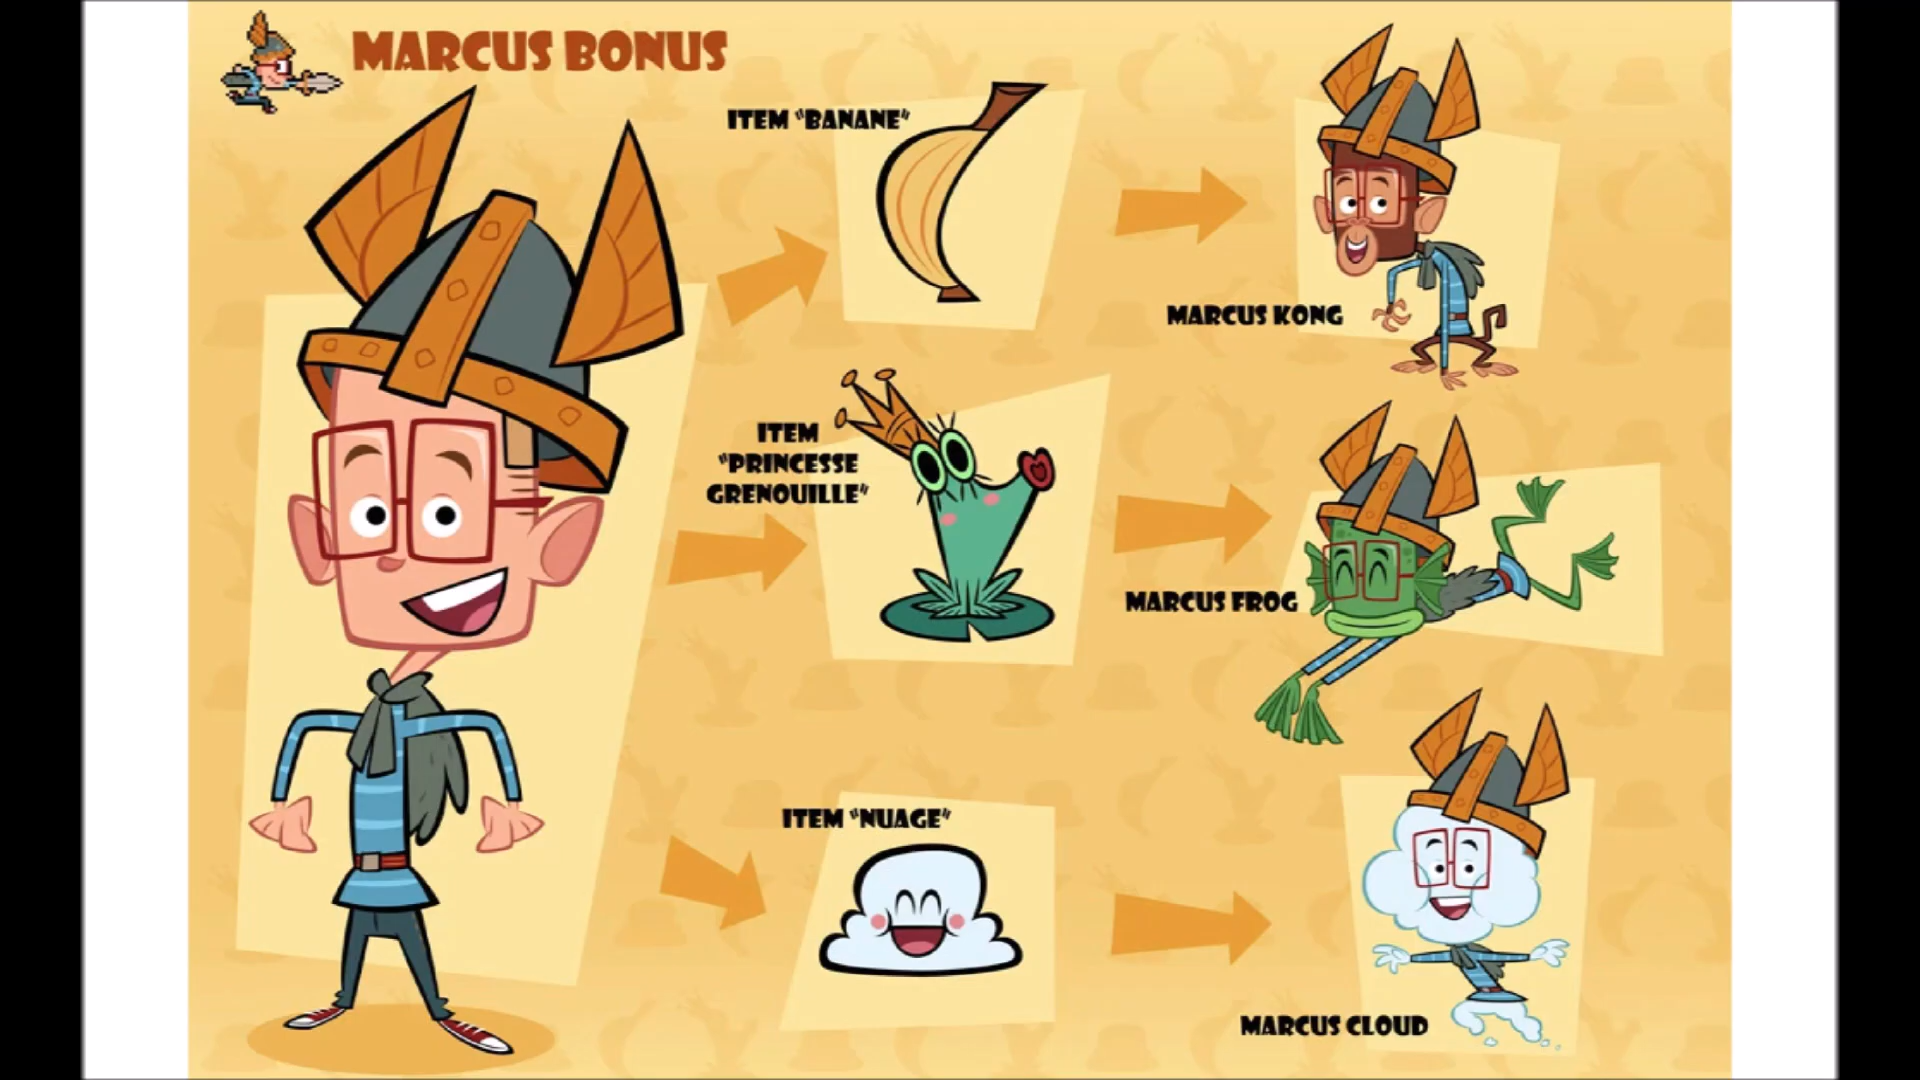 MARCUS BONUS
ITEM "BANANE"
MARCUS KONG
ITEM
"PRINCESSE
GRENOUILLE"
MARCUS FROG
ITEM "NUAGE"
MARCUS CLOUD